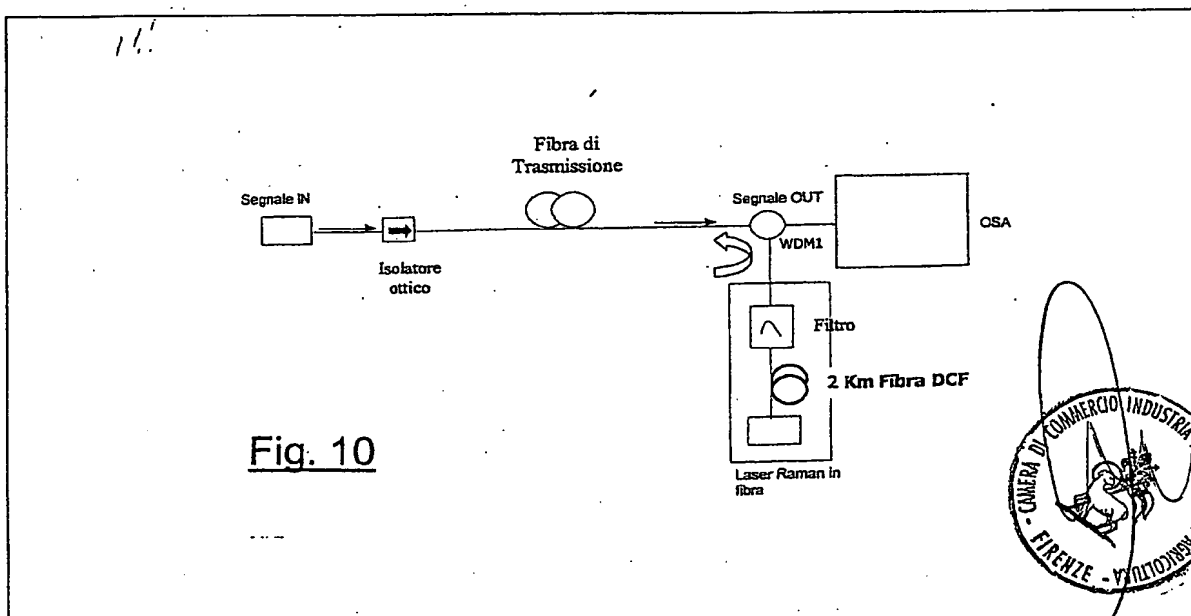 Fibra di
Trasmissione
Segnale IN
Segnale OUT
OSA
WDM1
Isolatore
ottico
Filtro
2 Km Fibra DCF
Fig. 10
Laser Raman in
fibra
CAMERA DI COMMERCIO INDUSTRIA
AGRICOLTURA
- FIRENZE -